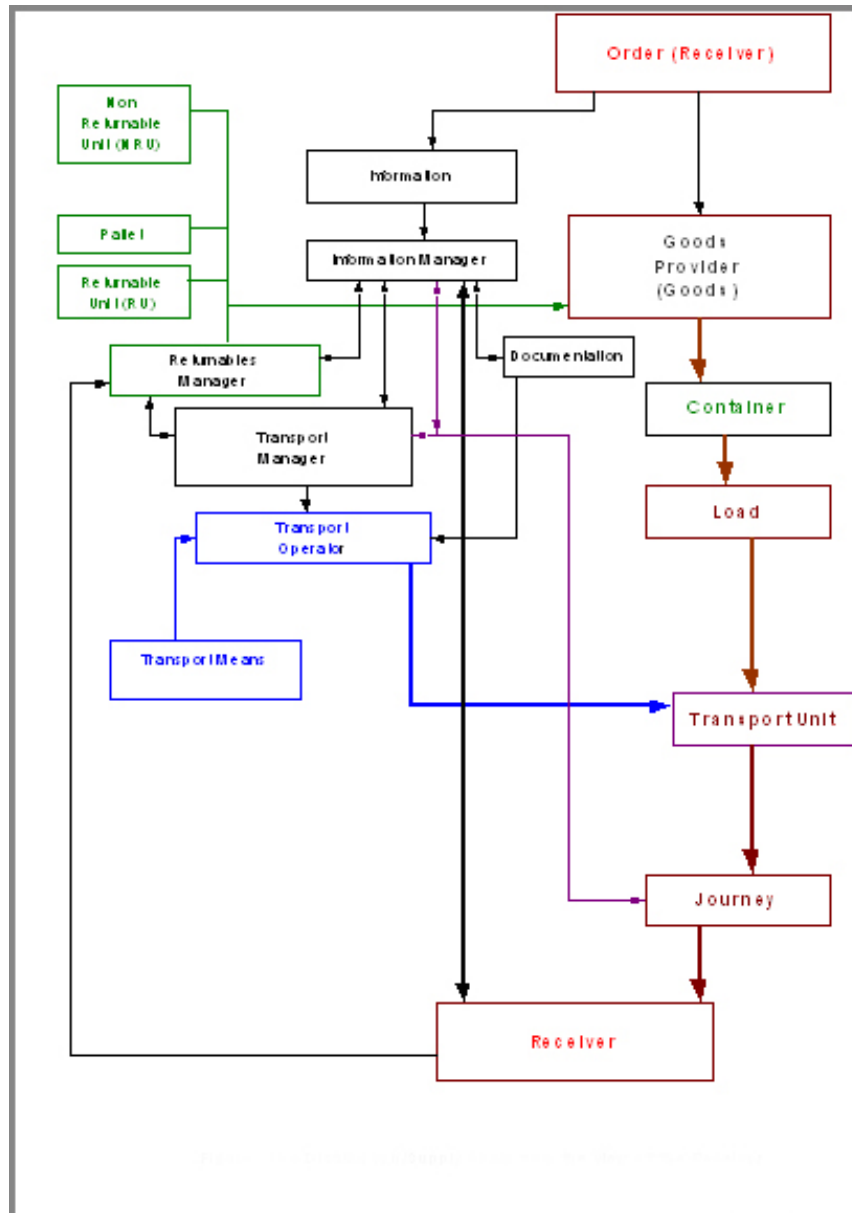 Order (Receiver)
Non
Returnable
Unit (NRU)
Information
Pallet
Goods
Provider
(Goods)
Information Manager
Returnable
Unit (RU)
Returnables
Manager
Documentation
Container
Transport
Manager
Load
Transport
Operator
Transport Means
Transport Unit
Journey
Receiver